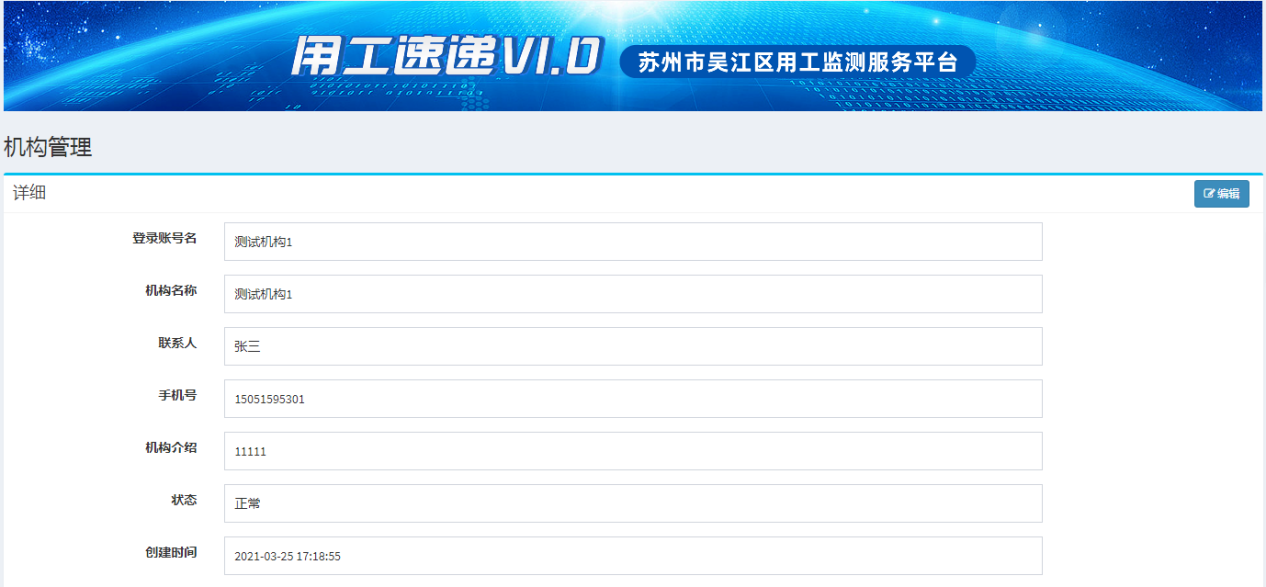 用工速递V1.0 苏州市吴江区用工监测服务平台
机构管理
详细 编辑
登录账号名 测试机构1
机构名称 测试机构1
联系人 张三
手机号 15051595301
机构介绍 11111
状态 正常
创建时间 2021-03-25 17:18:55